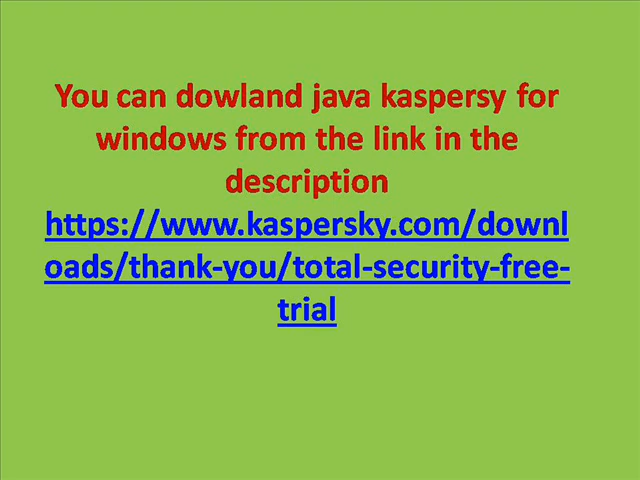 You can dowland java kaspersy for
windows from the link in the
description
https://www.kaspersky.com/downl
oads/thank-you/total-security-free-
trial